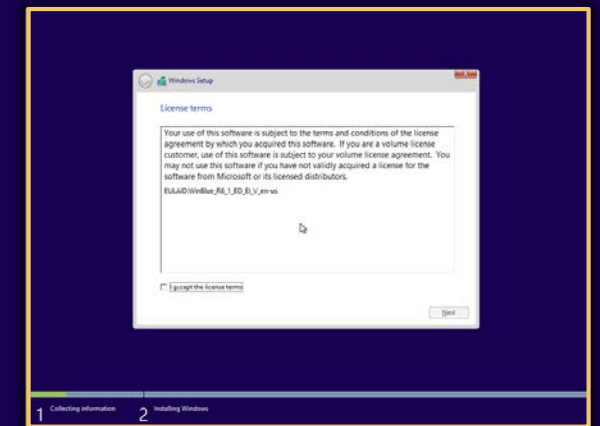 Windows Setup
License terms
Your use of this software is subject to the terms and conditions of the license
agreement by which you acquired this software. If you are a volume license
customer, use of this software is subject to your volume license agreement. You
may not use this software if you have not validly acquired a license for the
software from Microsoft or its licensed distributors.
EULAID:WinBlue_R8_1_ED_EI_V_en-us
I accept the license terms
Next
1 Collecting information 2 Installing Windows